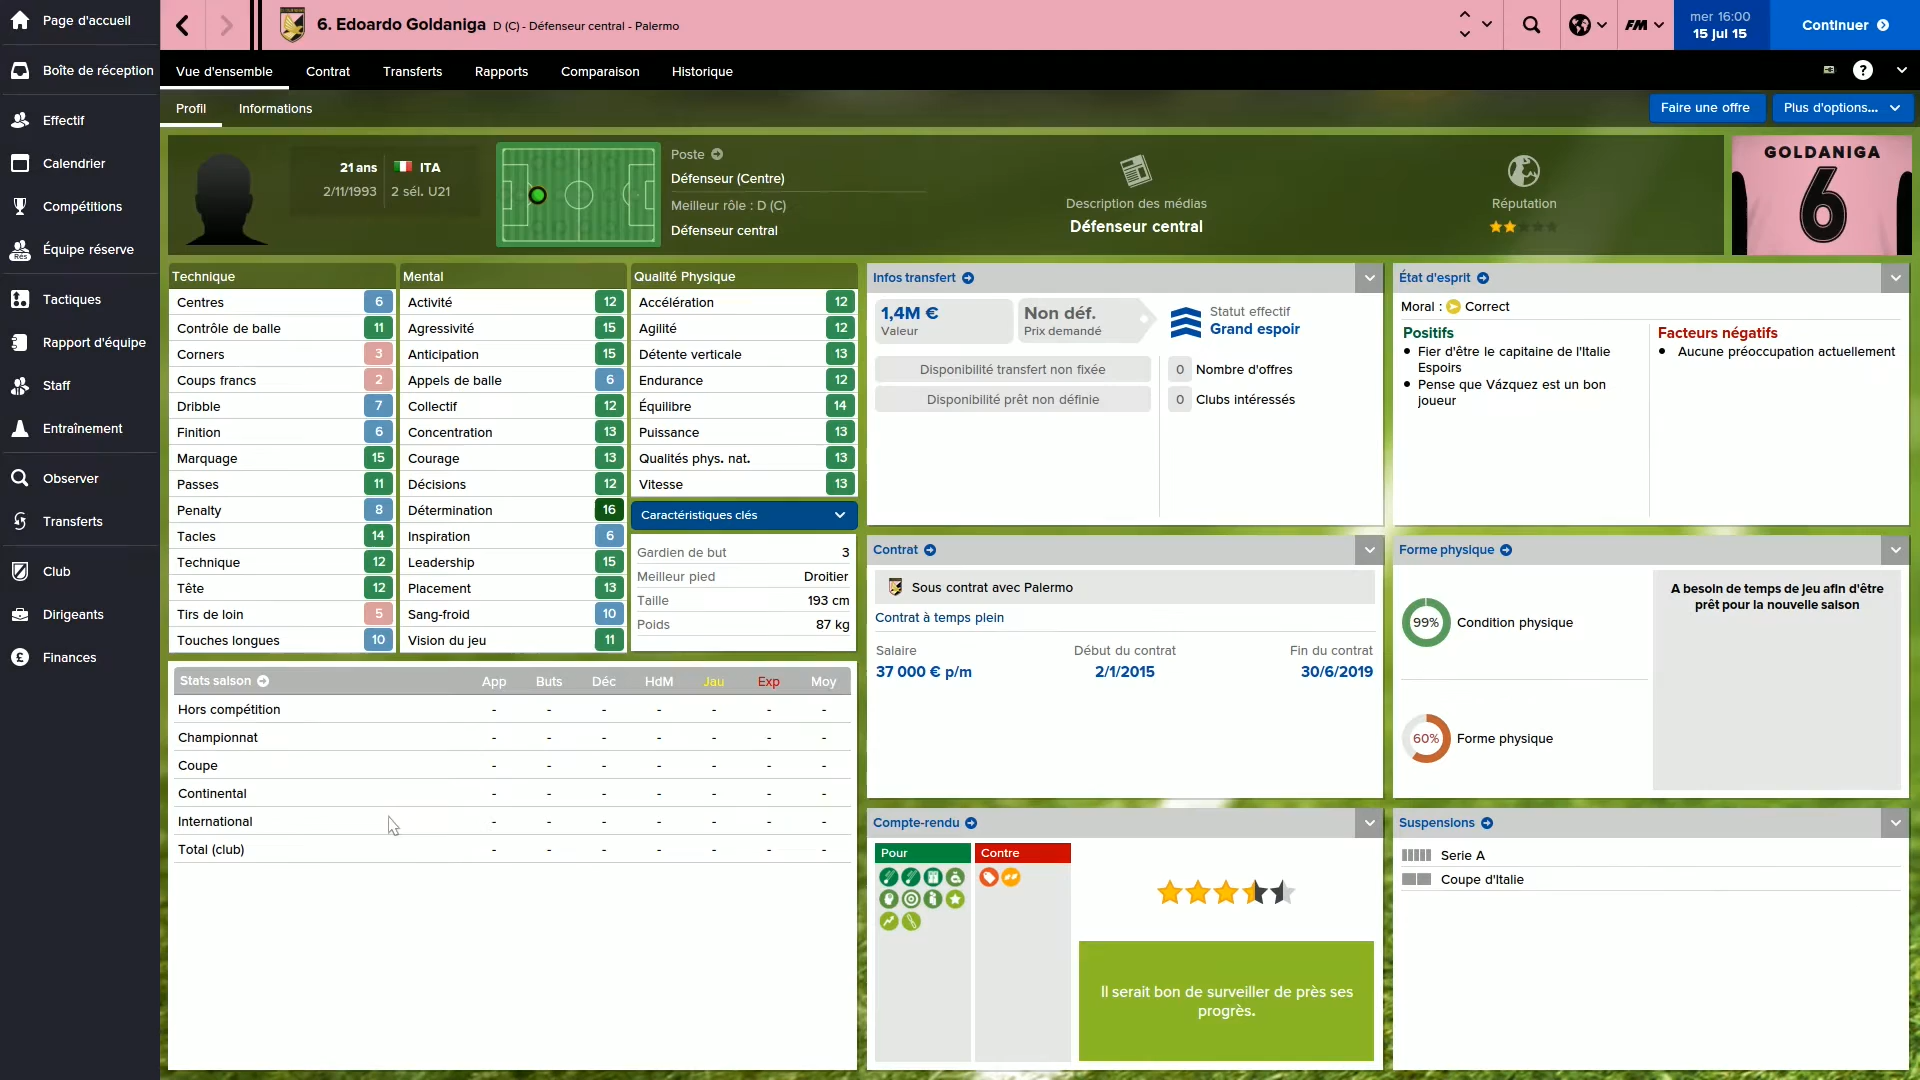 Page d'accueil
Boîte de réception
Effectif
Calendrier
Compétitions
Rés
Équipe réserve
Tactiques
Rapport d'équipe
Staff
Entraînement
Observer
Transferts
Club
Dirigeants
£ Finances
6. Edoardo Goldaniga D (C) - Défenseur central - Palermo
FM
mer 16:00
15 jul 15
Continuer
Vue d'ensemble Contrat Transferts Rapports Comparaison Historique
?
Profil Informations
Faire une offre Plus d'options...
21 ans ITA
2/11/1993 2 sél. U21
Poste
Défenseur (Centre)
Meilleur rôle : D (C)
Défenseur central
Description des médias
Défenseur central
Réputation
GOLDANIGA
6
Technique
Centres 6
Contrôle de balle 11
Corners 3
Coups francs 2
Dribble 7
Finition 6
Marquage 15
Passes 11
Penalty 8
Tacles 14
Technique 12
Tête 12
Tirs de loin 5
Touches longues 10
Mental
Activité 12
Agressivité 15
Anticipation 15
Appels de balle 6
Collectif 12
Concentration 13
Courage 13
Décisions 12
Détermination 16
Inspiration 6
Leadership 15
Placement 13
Sang-froid 10
Vision du jeu 11
Qualité Physique
Accélération 12
Agilité 12
Détente verticale 13
Endurance 12
Équilibre 14
Puissance 13
Qualités phys. nat. 13
Vitesse 13
Caractéristiques clés
Gardien de but 3
Meilleur pied Droitier
Taille 193 cm
Poids 87 kg
Infos transfert
1,4M €
Valeur
Non déf.
Prix demandé
Statut effectif
Grand espoir
Disponibilité transfert non fixée
Disponibilité prêt non définie
0 Nombre d'offres
0 Clubs intéressés
État d'esprit
Moral : Correct
Positifs
• Fier d'être le capitaine de l'Italie
Espoirs
• Pense que Vázquez est un bon
joueur
Facteurs négatifs
• Aucune préoccupation actuellement
Contrat
Sous contrat avec Palermo
Contrat à temps plein
Salaire Début du contrat Fin du contrat
37 000 € p/m 2/1/2015 30/6/2019
Forme physique
99% Condition physique
60% Forme physique
A besoin de temps de jeu afin d'être
prêt pour la nouvelle saison
Stats saison App Buts Déc HdM Jau Exp Moy
Hors compétition - - - - - - -
Championnat - - - - - - -
Coupe - - - - - - -
Continental - - - - - - -
International - - - - - - -
Total (club) - - - - - - -
Compte-rendu
Pour
Contre
Il serait bon de surveiller de près ses
progrès.
Suspensions
Serie A
Coupe d'Italie